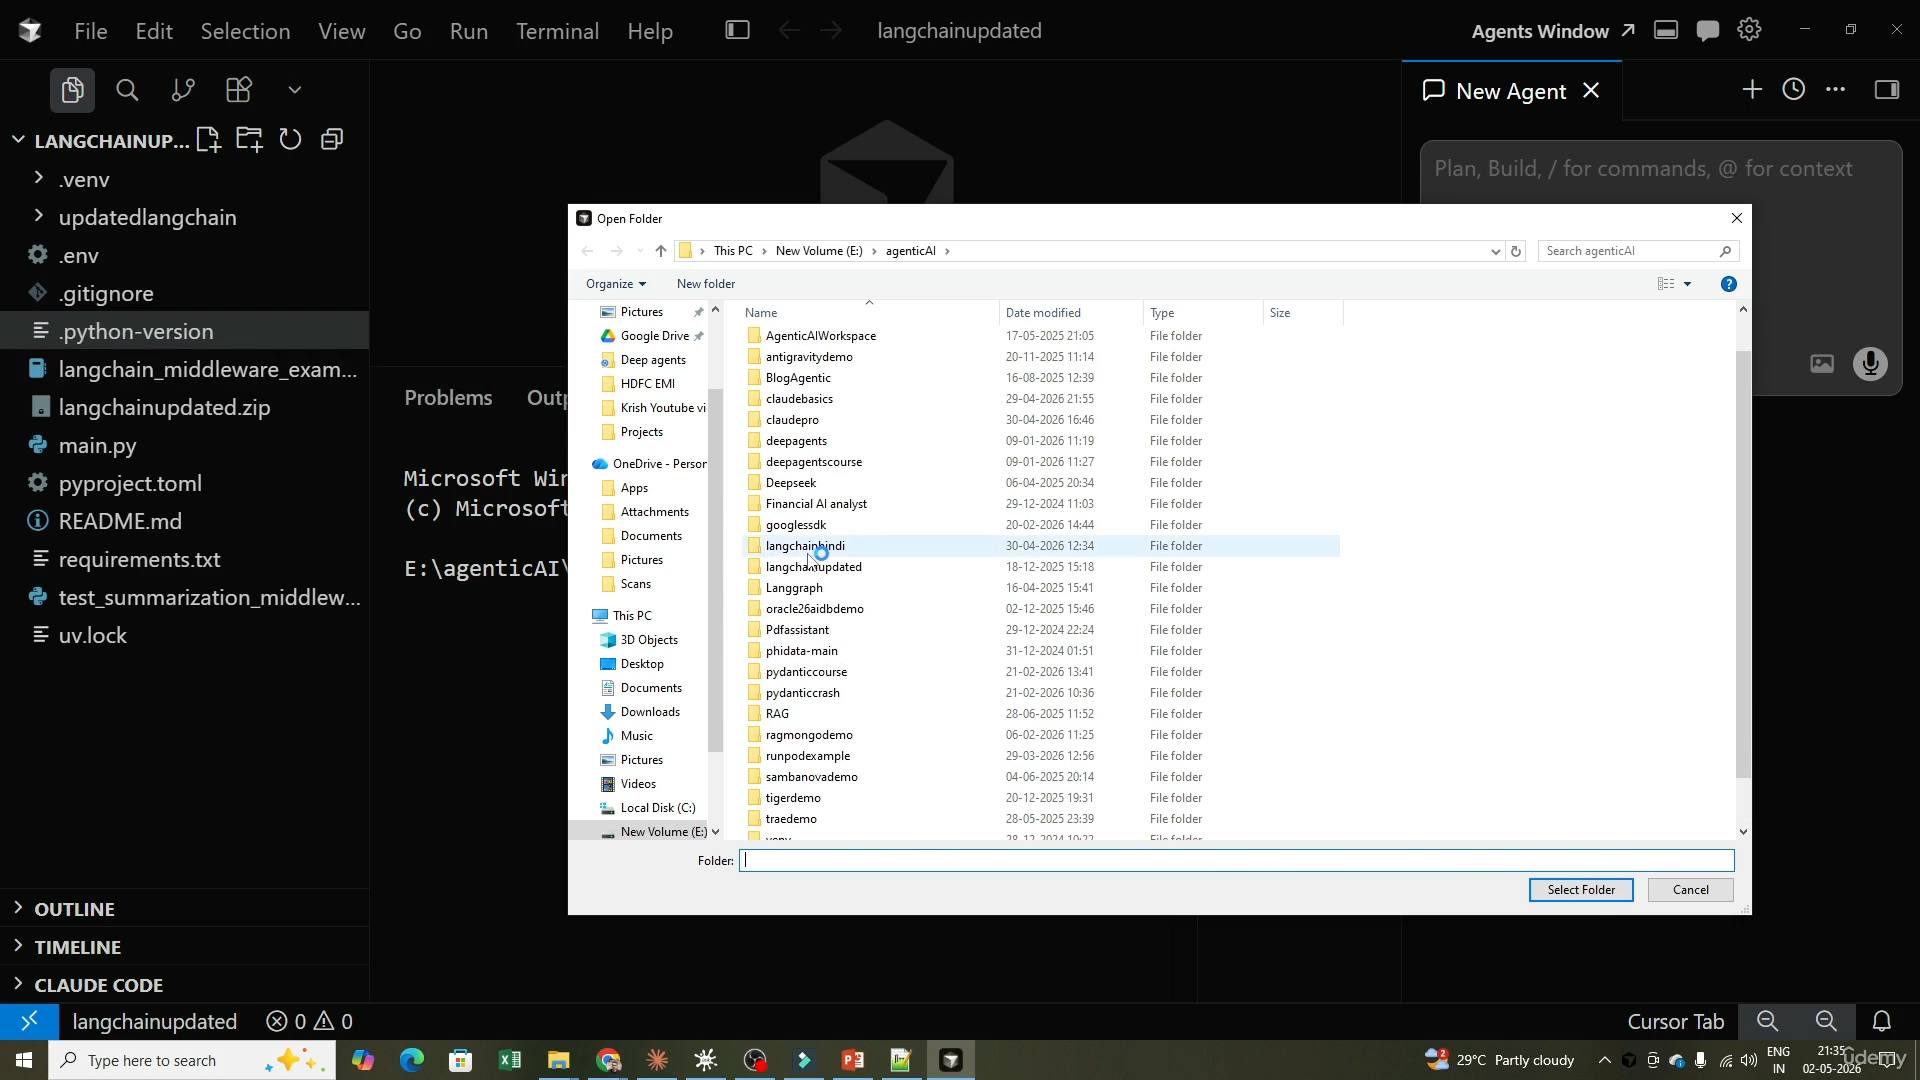 File Edit Selection View Go Run Terminal Help
langchainupdated
Agents Window
LANGCHAINUP...
.venv
updatedlangchain
.env
.gitignore
.python-version
langchain_middleware_exam...
langchainupdated.zip
main.py
pyproject.toml
README.md
requirements.txt
test_summarization_middlew...
uv.lock
OUTLINE
TIMELINE
CLAUDE CODE
Problems
Microsoft
(c) Microsoft
E:\agenticAI\
New Agent
Plan, Build, / for commands, @ for context
Open Folder
This PC > New Volume (E:) > agenticAI >
Search agenticAI
Organize New folder
Pictures
Google Drive
Deep agents
HDFC EMI
Krish Youtube vi
Projects
OneDrive - Person
Apps
Attachments
Documents
Pictures
Scans
This PC
3D Objects
Desktop
Documents
Downloads
Music
Pictures
Videos
Local Disk (C:)
New Volume (E:)
Name Date modified Type Size
AgenticAIWorkspace 17-05-2025 21:05 File folder
antigravitydemo 20-11-2025 11:14 File folder
BlogAgentic 16-08-2025 12:39 File folder
claudebasics 29-04-2026 21:55 File folder
claudepro 30-04-2026 16:46 File folder
deepagents 09-01-2026 11:19 File folder
deepagentscourse 09-01-2026 11:27 File folder
Deepseek 06-04-2025 20:34 File folder
Financial AI analyst 29-12-2024 11:03 File folder
googlessdk 20-02-2026 14:44 File folder
langchainhindi 30-04-2026 12:34 File folder
langchainupdated 18-12-2025 15:18 File folder
Langgraph 16-04-2025 15:41 File folder
oracle26aidbdemo 02-12-2025 15:46 File folder
Pdfassistant 29-12-2024 22:24 File folder
phidata-main 31-12-2024 01:51 File folder
pydanticcourse 21-02-2026 13:41 File folder
pydanticcrash 21-02-2026 10:36 File folder
RAG 28-06-2025 11:52 File folder
ragmongodemo 06-02-2026 11:25 File folder
runpodexample 29-03-2026 12:56 File folder
sambanovademo 04-06-2025 20:14 File folder
tigerdemo 20-12-2025 19:31 File folder
traedemo 28-05-2025 23:39 File folder
venv 28-12-2024 10:22 File folder
Folder:
Select Folder Cancel
langchainupdated 0 0
Cursor Tab
Type here to search
29°C Partly cloudy
ENG
IN
21:35
02-05-2026
udemy